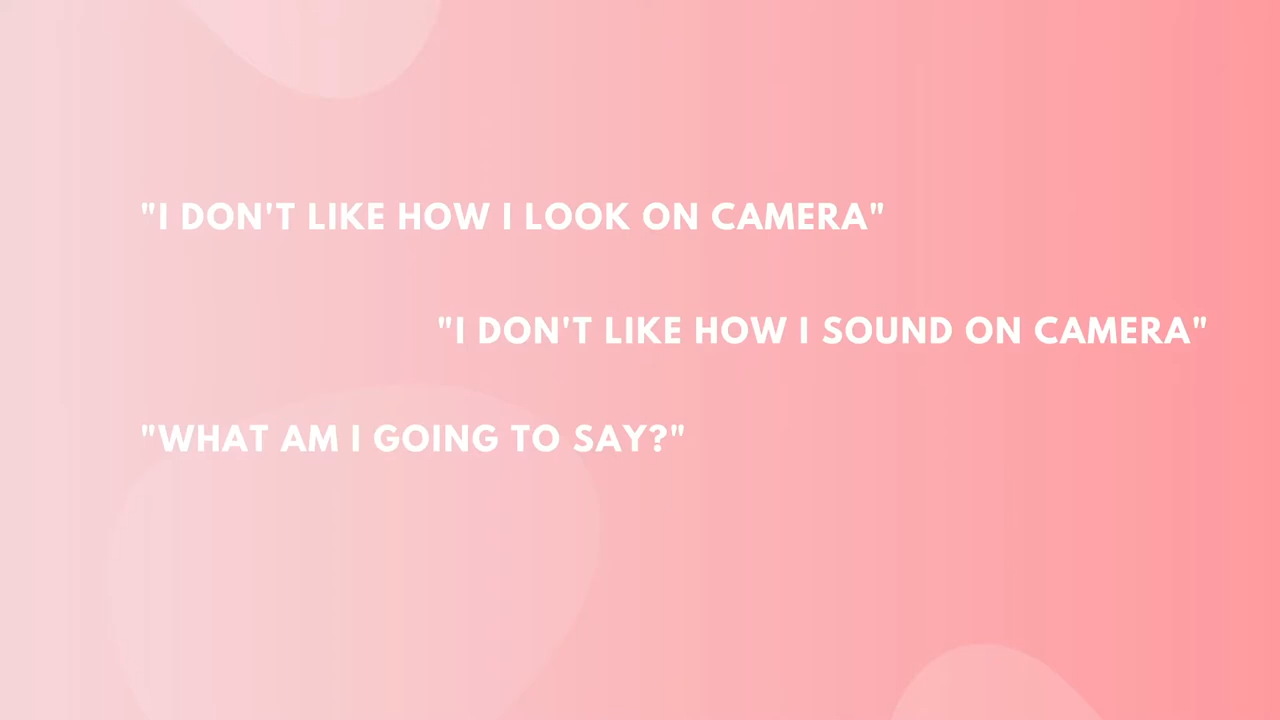 "I DON'T LIKE HOW I LOOK ON CAMERA"
"I DON'T LIKE HOW I SOUND ON CAMERA"
"WHAT AM I GOING TO SAY?"